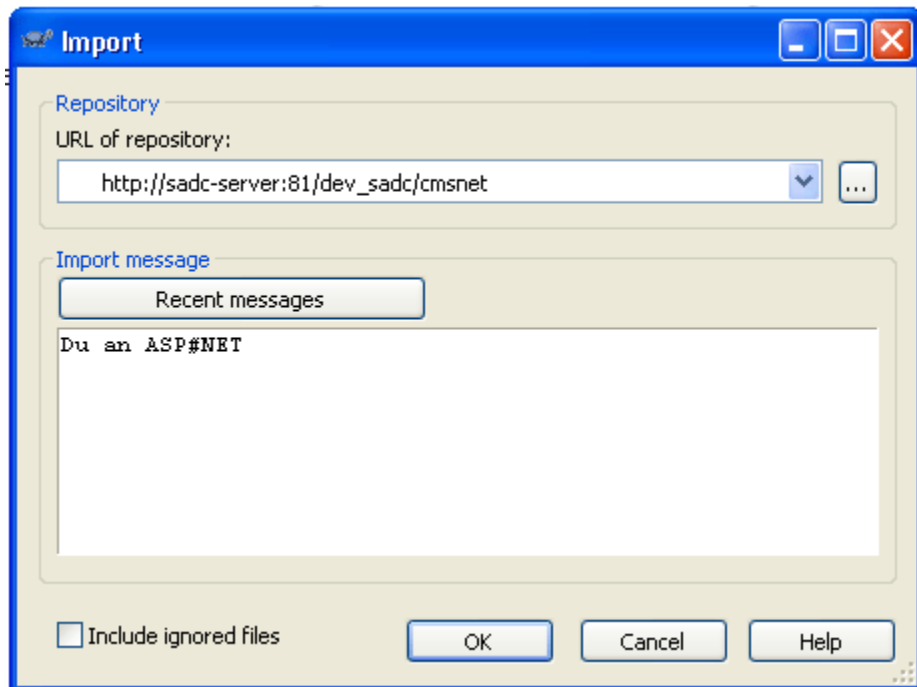 Import
Repository
URL of repository:
http://sadc-server:81/dev_sadc/cmsnet
...
Import message
Recent messages
Du an ASP#NET
Include ignored files
OK
Cancel
Help